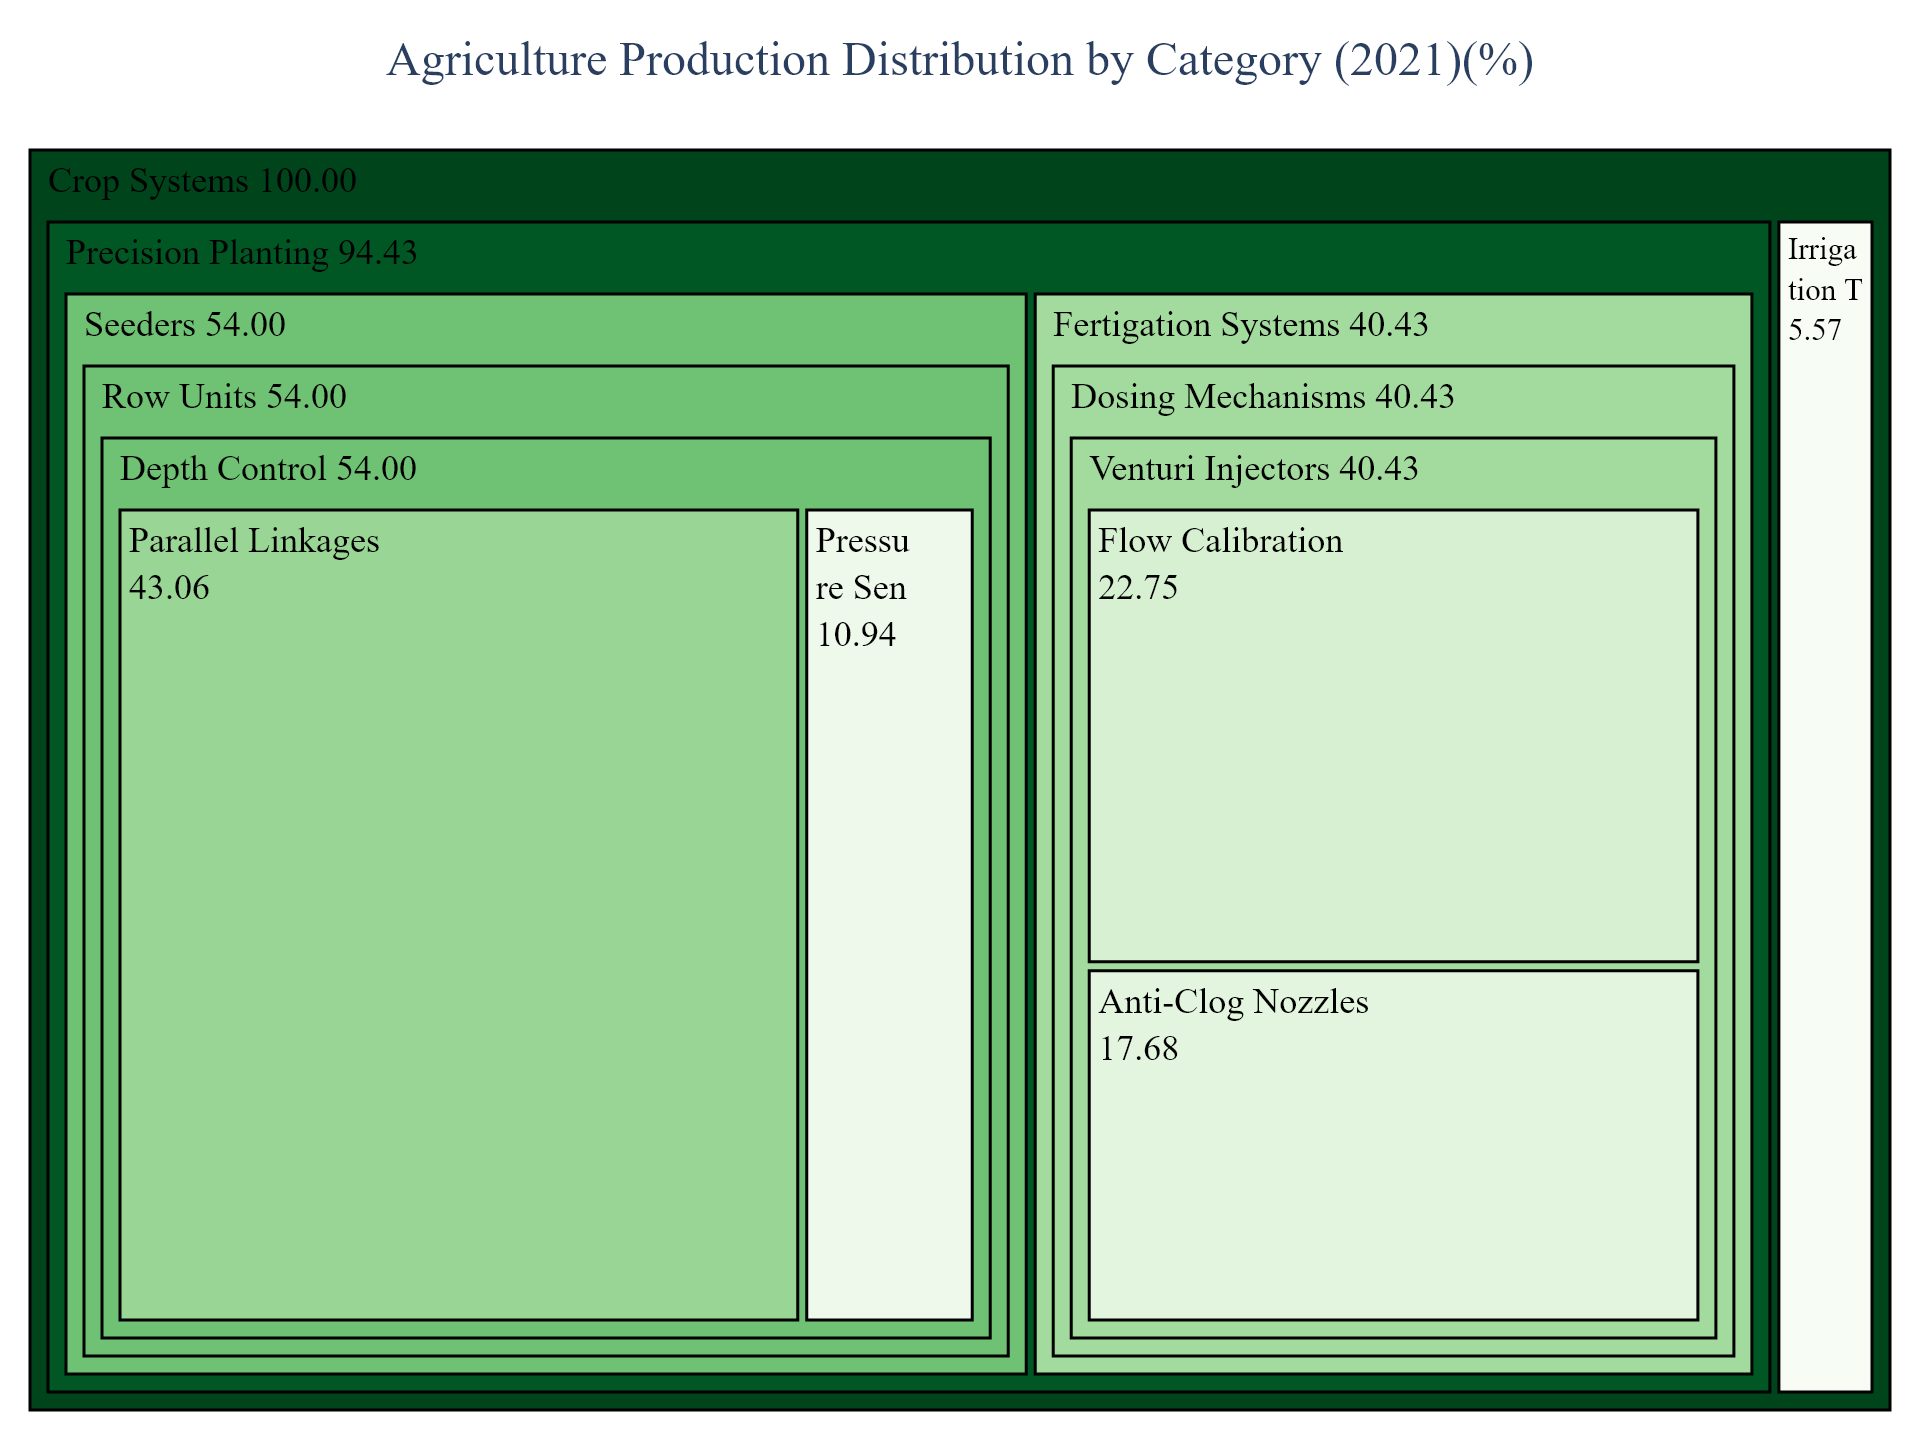 Agriculture Production Distribution by Category (2021)(%)
Crop Systems 100.00
Precision Planting 94.43
Seeders 54.00
Row Units 54.00
Depth Control 54.00
Parallel Linkages
43.06
Pressu
re Sen
10.94
Fertigation Systems 40.43
Dosing Mechanisms 40.43
Venturi Injectors 40.43
Flow Calibration
22.75
Anti-Clog Nozzles
17.68
Irriga
tion T
5.57